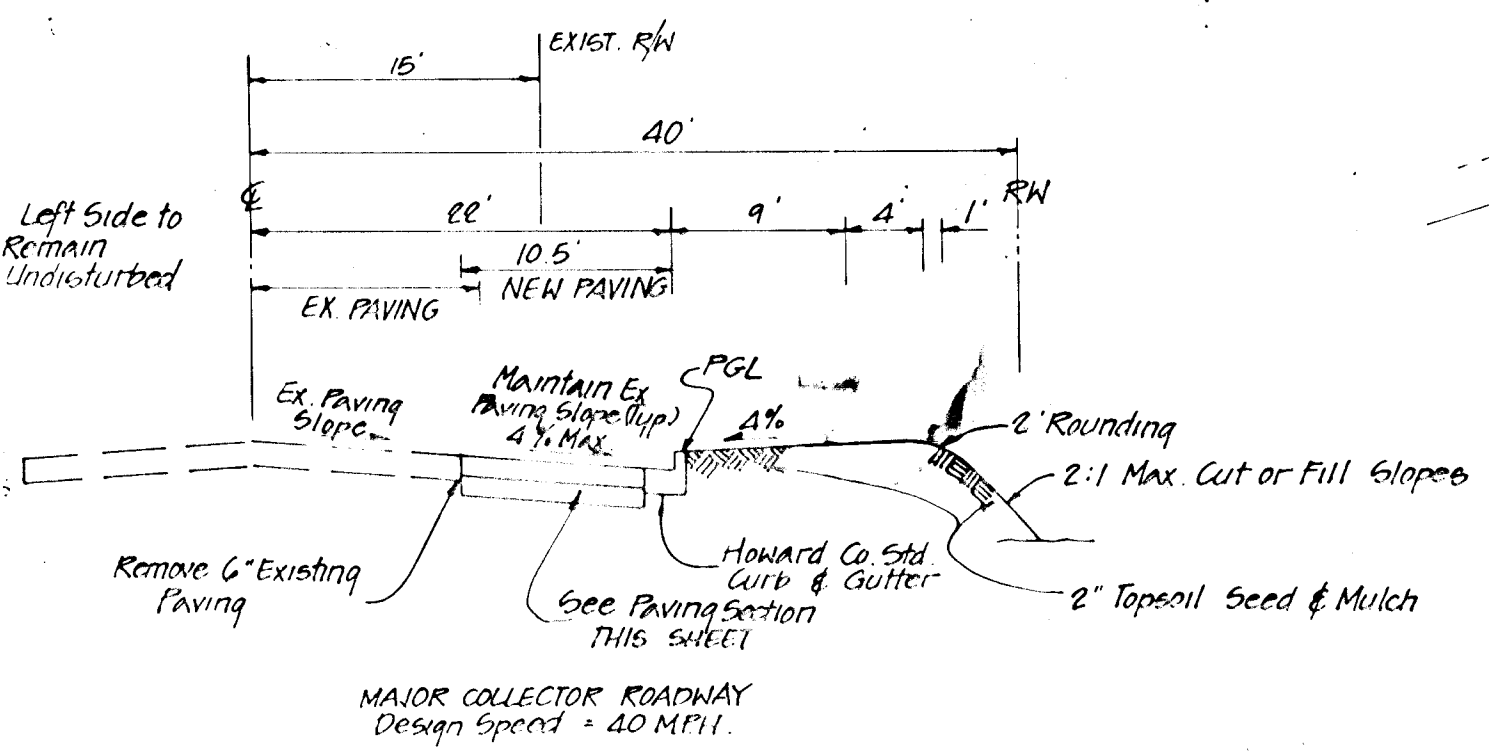 EXIST. R/W
15'
40'
℄
RW
Left Side to
Remain
Undisturbed
22'
9'
4'
1'
10.5'
NEW PAVING
EX. PAVING
PGL
Ex. Paving
Slope
Maintain Ex
Paving Slope (Typ)
4% Max.
4%
2' Rounding
2:1 Max. Cut or Fill Slopes
Remove 6" Existing
Paving
See Paving Section
THIS SHEET
Howard Co. Std.
Curb & Gutter
2" Topsoil Seed & Mulch
MAJOR COLLECTOR ROADWAY
Design Speed = 40 MPH.